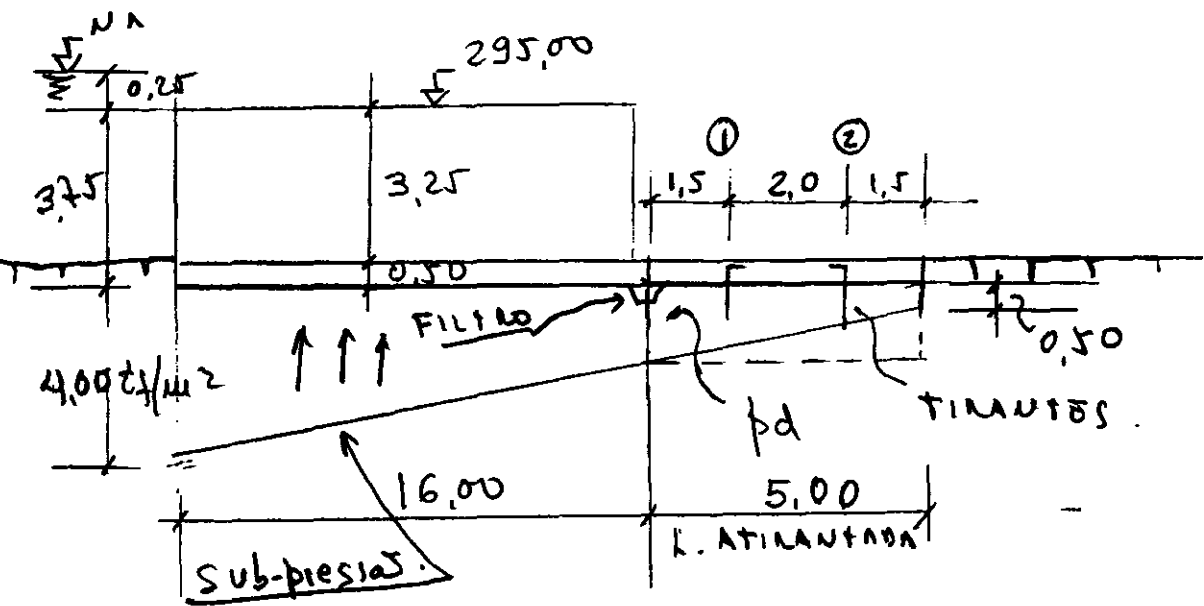 NA
0,25
295,00
① ②
1,5 2,0 1,5
3,75
3,25
0,50
FILTRO
0,50
4,00 tf/m²
pd
TIRANTES.
16,00
5,00
L. ATIRANTADA
Sub-pressão.